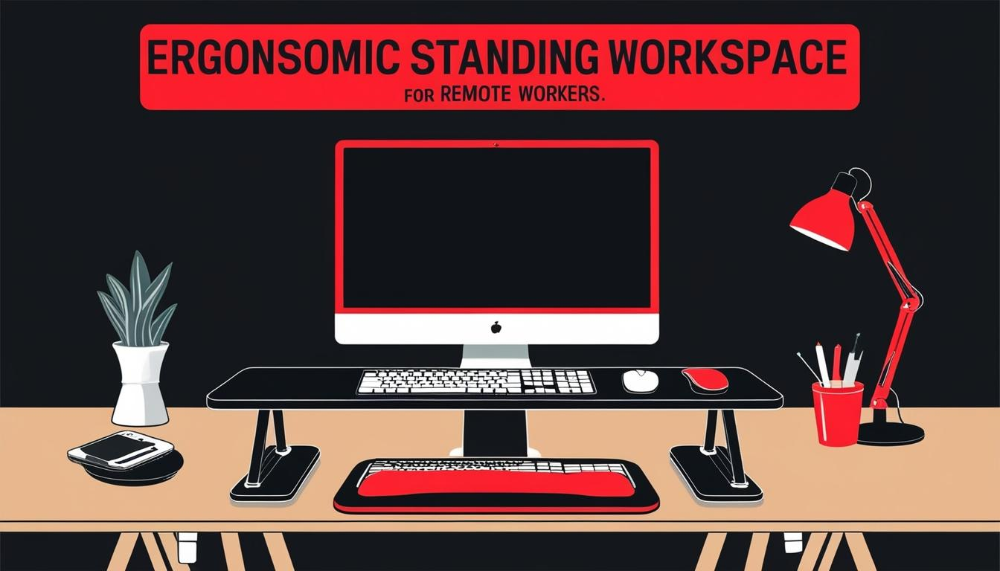 ERGONSOMIC STANDING WORKSPACE
FOR REMOTE WORKERS.